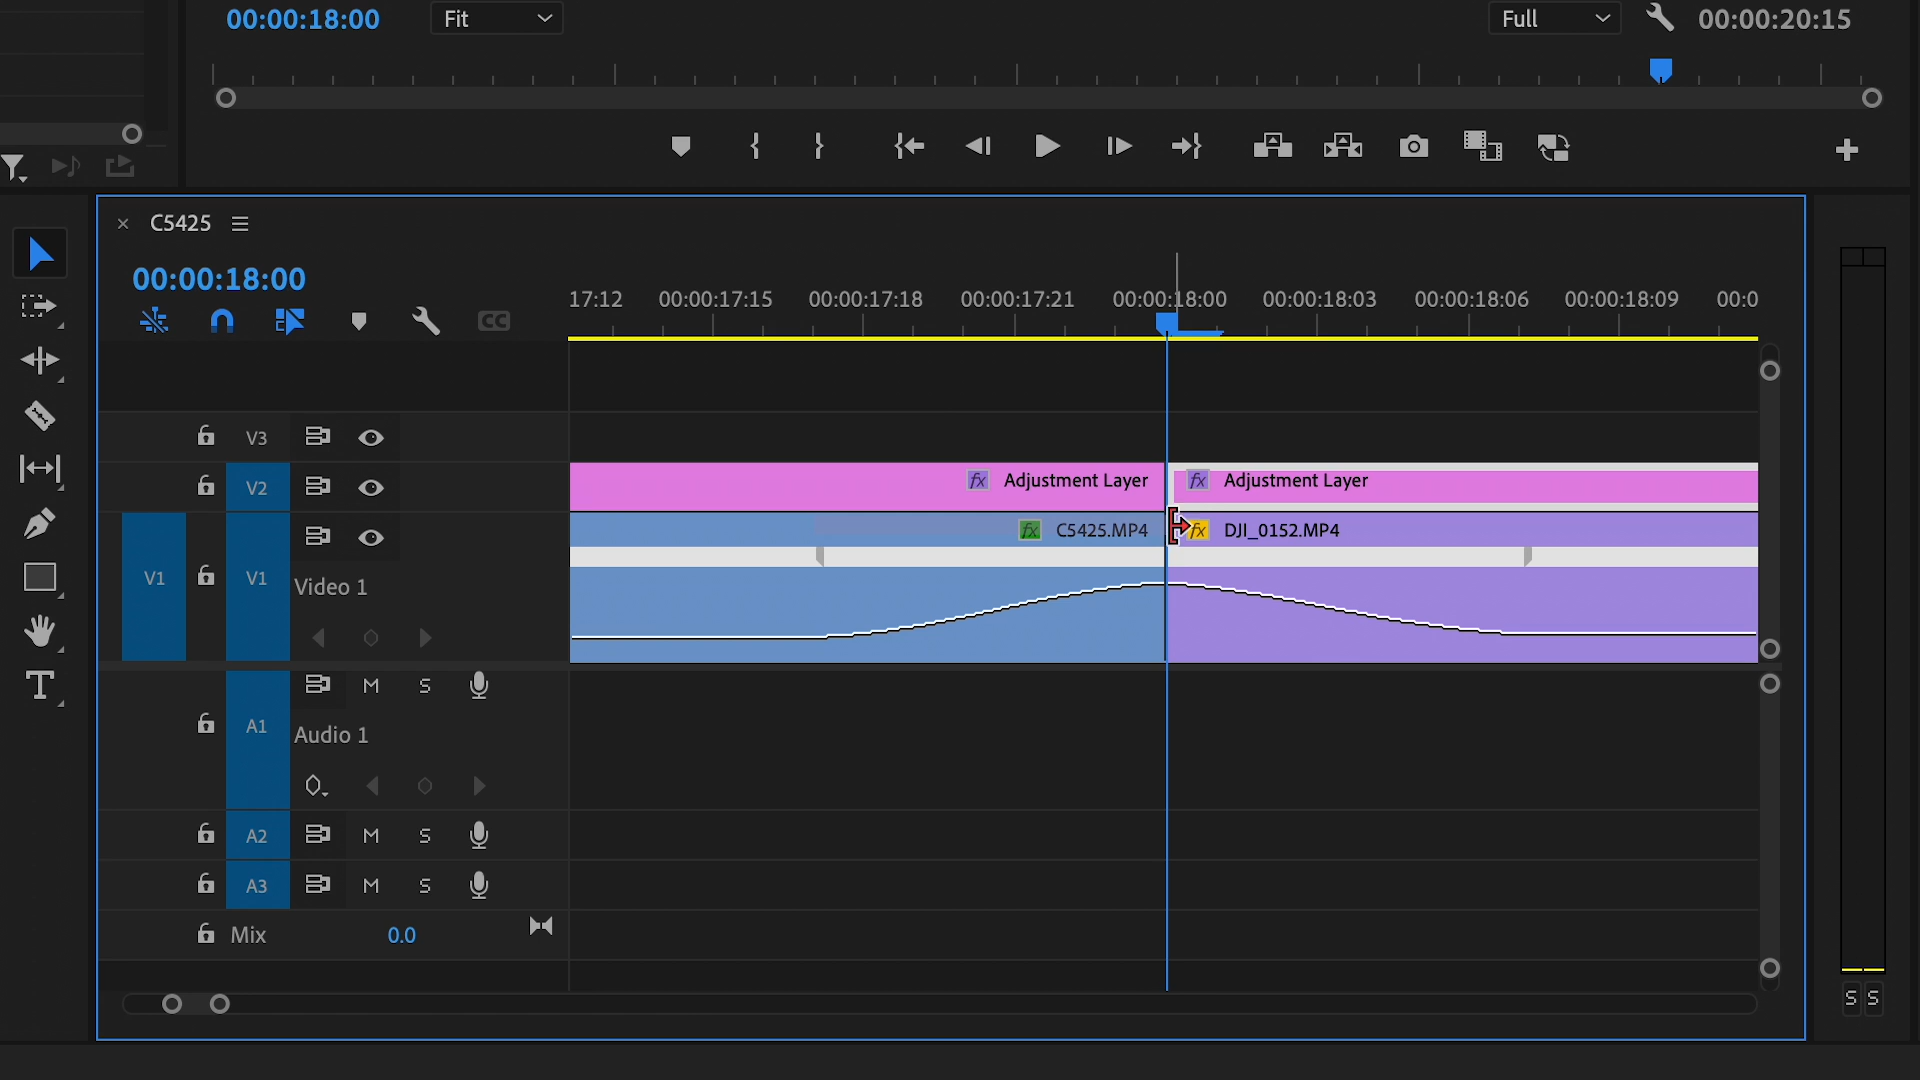 00:00:18:00
Fit
Full
00:00:20:15
C5425
00:00:18:00
17:12
00:00:17:15
00:00:17:18
00:00:17:21
00:00:18:00
00:00:18:03
00:00:18:06
00:00:18:09
00:0
CC
V3
V2
fx Adjustment Layer
fx Adjustment Layer
fx C5425.MP4
fx DJI_0152.MP4
V1
V1
Video 1
A1
M
S
Audio 1
A2
M
S
A3
M
S
Mix
0.0
S
S
T